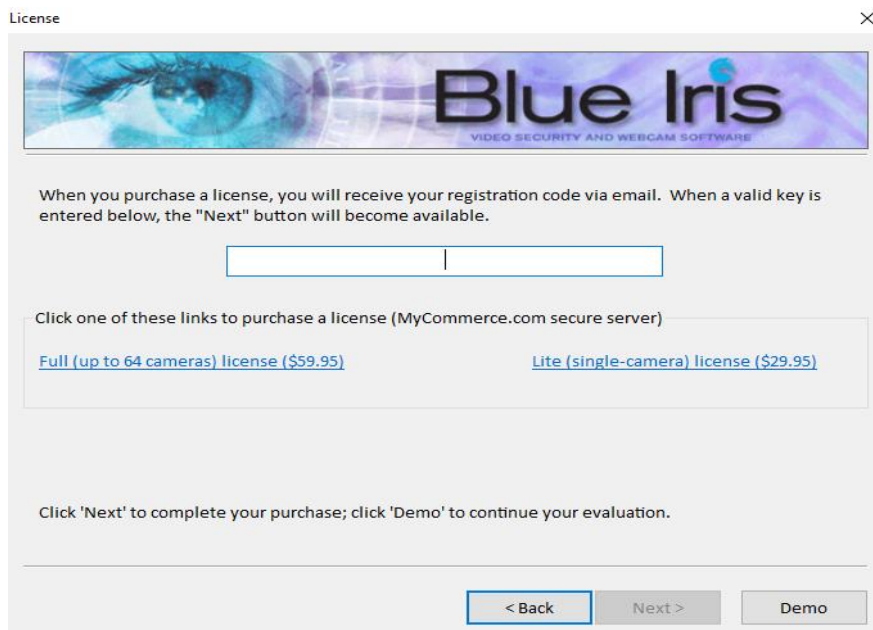 License
Blue Iris
VIDEO SECURITY AND WEBCAM SOFTWARE
When you purchase a license, you will receive your registration code via email.  When a valid key is
entered below, the "Next" button will become available.
Click one of these links to purchase a license (MyCommerce.com secure server)
Full (up to 64 cameras) license ($59.95)
Lite (single-camera) license ($29.95)
Click 'Next' to complete your purchase; click 'Demo' to continue your evaluation.
< Back
Next >
Demo